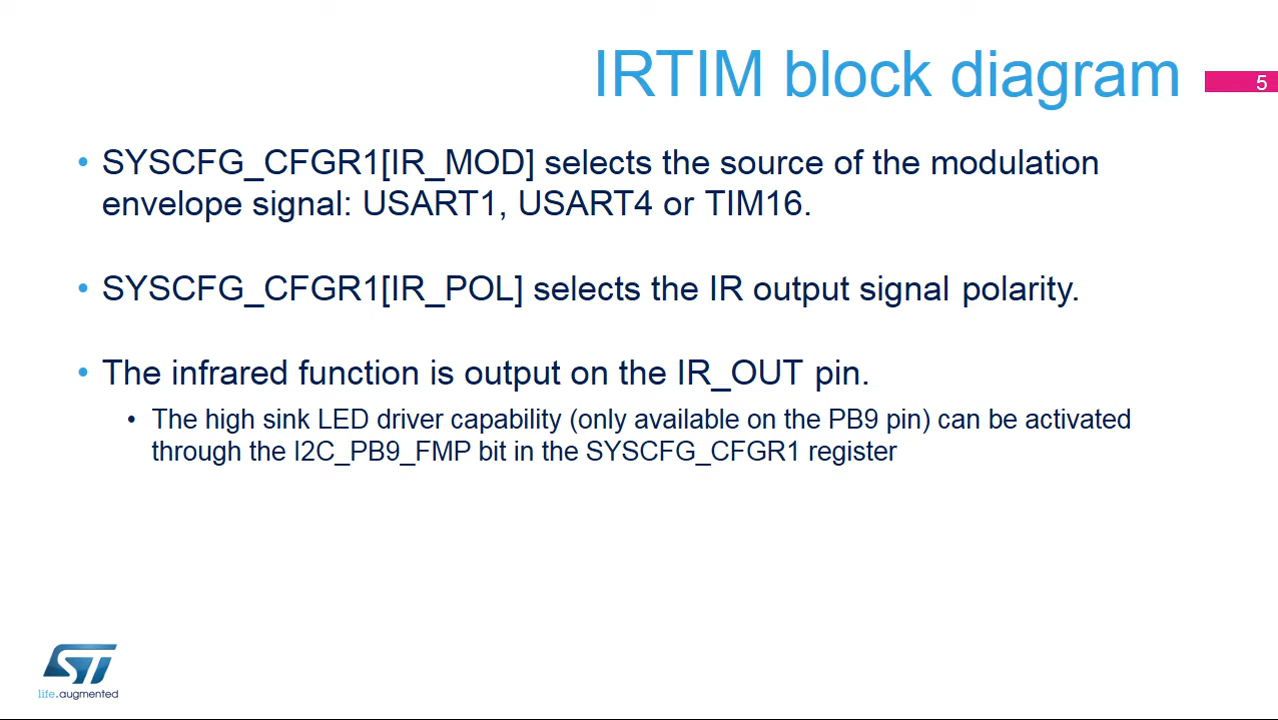 IRTIM block diagram
5
• SYSCFG_CFGR1[IR_MOD] selects the source of the modulation
envelope signal: USART1, USART4 or TIM16.
• SYSCFG_CFGR1[IR_POL] selects the IR output signal polarity.
• The infrared function is output on the IR_OUT pin.
• The high sink LED driver capability (only available on the PB9 pin) can be activated
through the I2C_PB9_FMP bit in the SYSCFG_CFGR1 register
ST
life.augmented